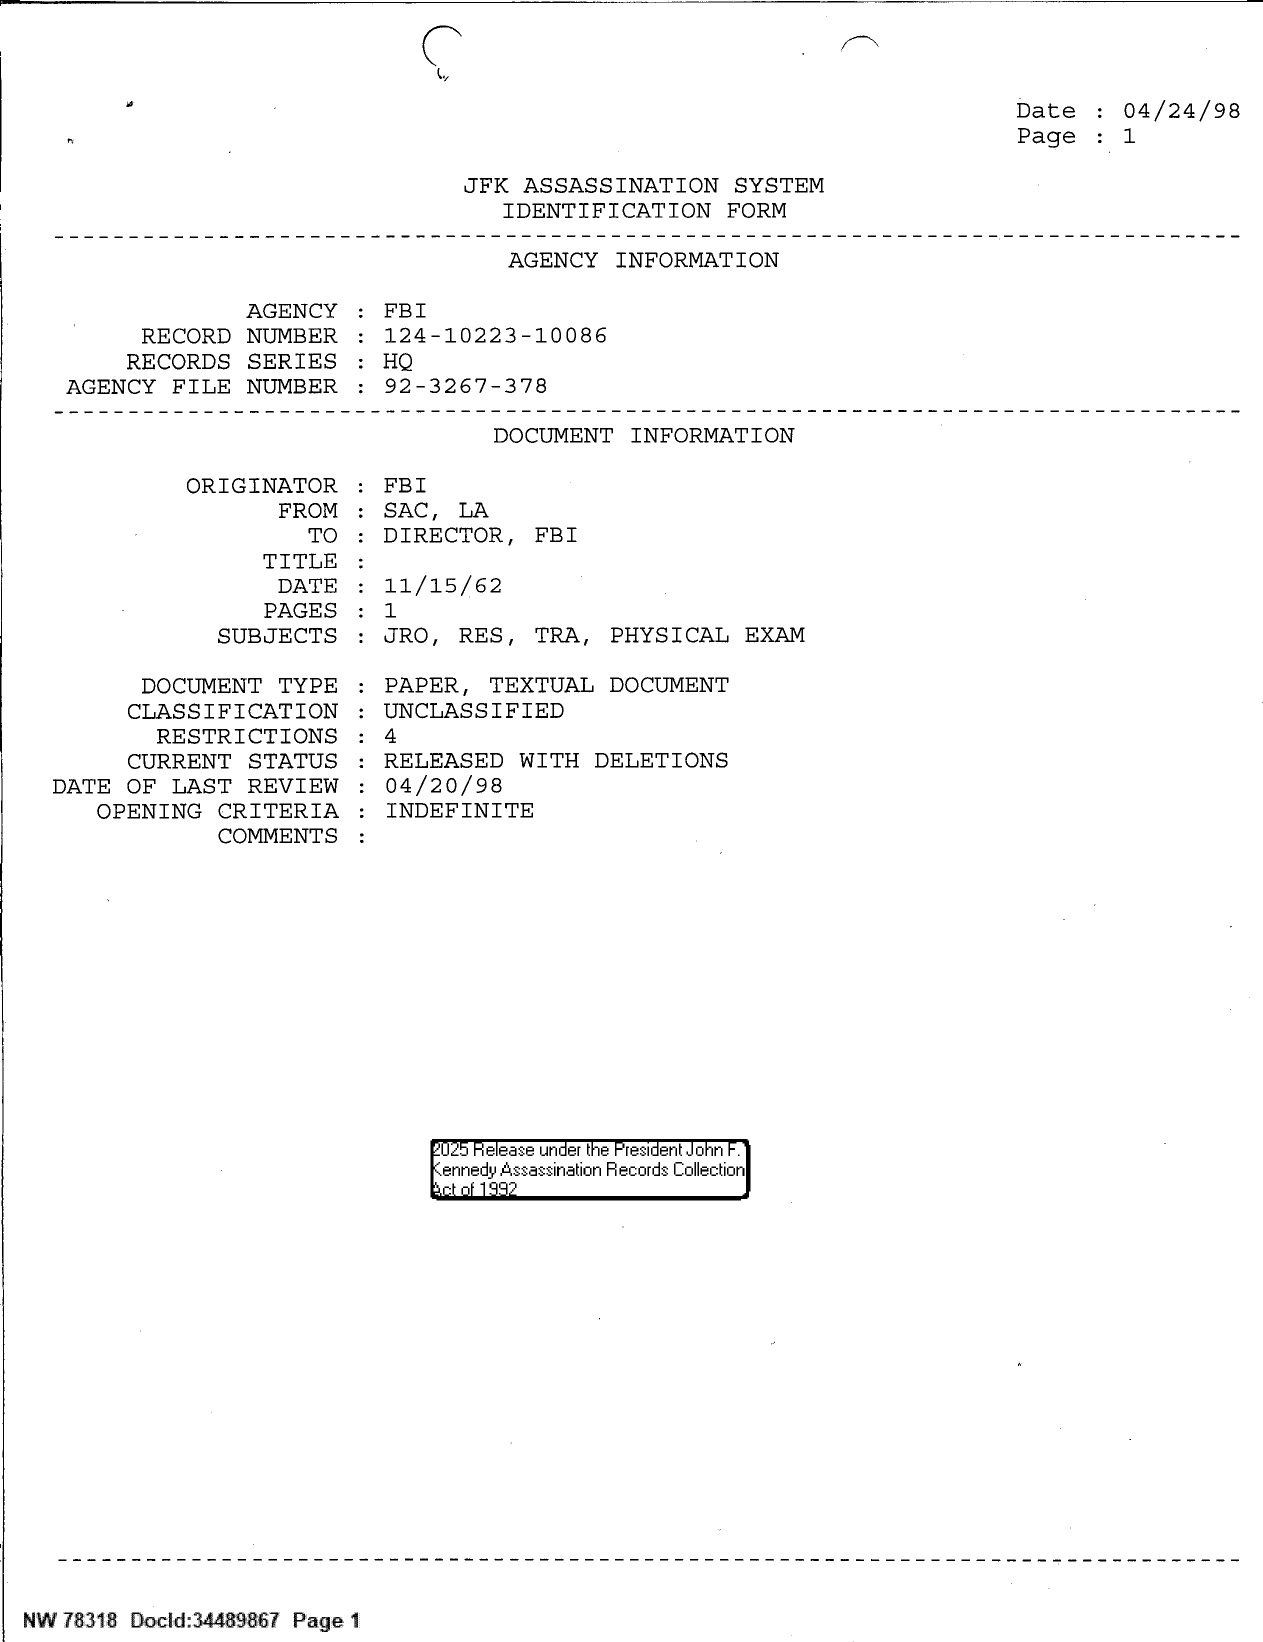 Date : 04/24/98
Page : 1
JFK ASSASSINATION SYSTEM
IDENTIFICATION FORM
AGENCY INFORMATION
AGENCY : FBI
RECORD NUMBER : 124-10223-10086
RECORDS SERIES : HQ
AGENCY FILE NUMBER : 92-3267-378
DOCUMENT INFORMATION
ORIGINATOR : FBI
FROM : SAC, LA
TO : DIRECTOR, FBI
TITLE :
DATE : 11/15/62
PAGES : 1
SUBJECTS : JRO, RES, TRA, PHYSICAL EXAM
DOCUMENT TYPE : PAPER, TEXTUAL DOCUMENT
CLASSIFICATION : UNCLASSIFIED
RESTRICTIONS : 4
CURRENT STATUS : RELEASED WITH DELETIONS
DATE OF LAST REVIEW : 04/20/98
OPENING CRITERIA : INDEFINITE
COMMENTS :
2025 Release under the President John F.
Kennedy Assassination Records Collection
Act of 1992
NW 78318 DocId:34489867 Page 1